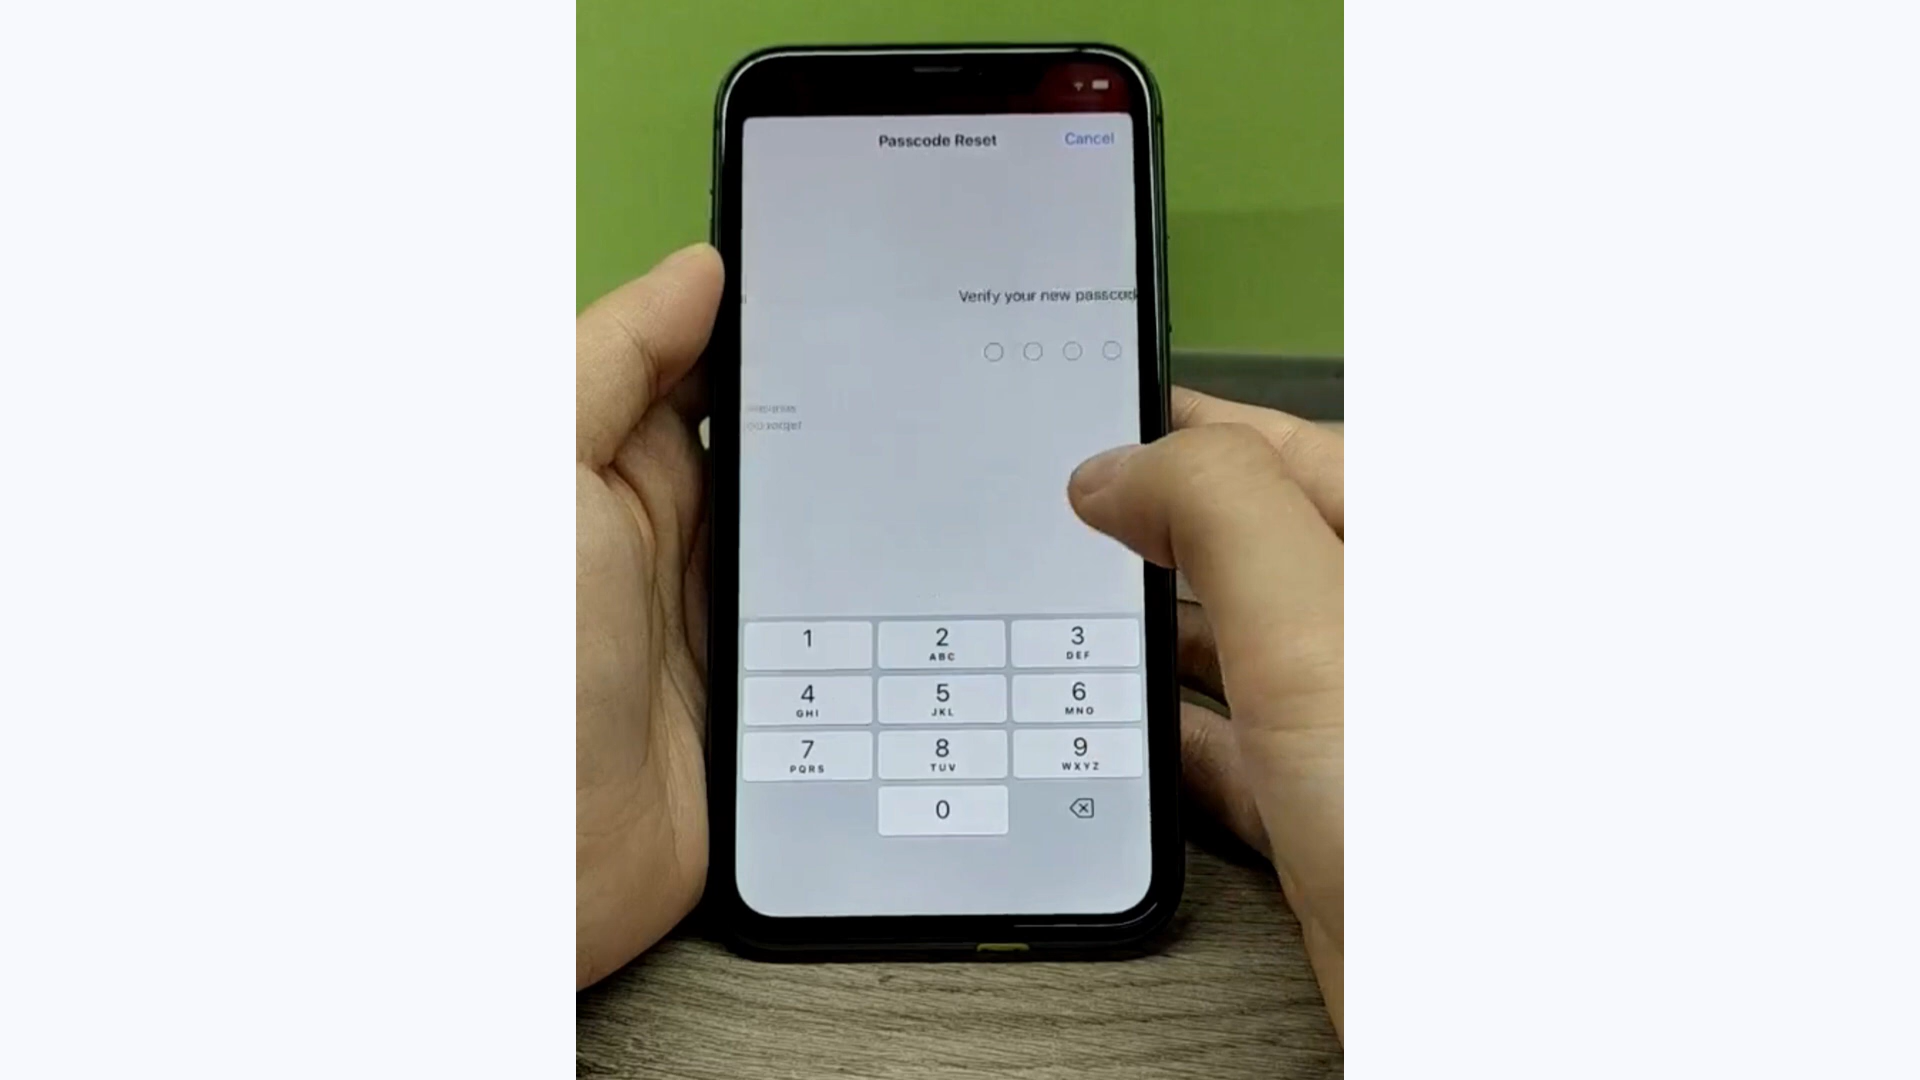 Passcode Reset
Cancel
Verify your new passcod
1
2
ABC
3
DEF
4
GHI
5
JKL
6
MNO
7
PQRS
8
TUV
9
WXYZ
0